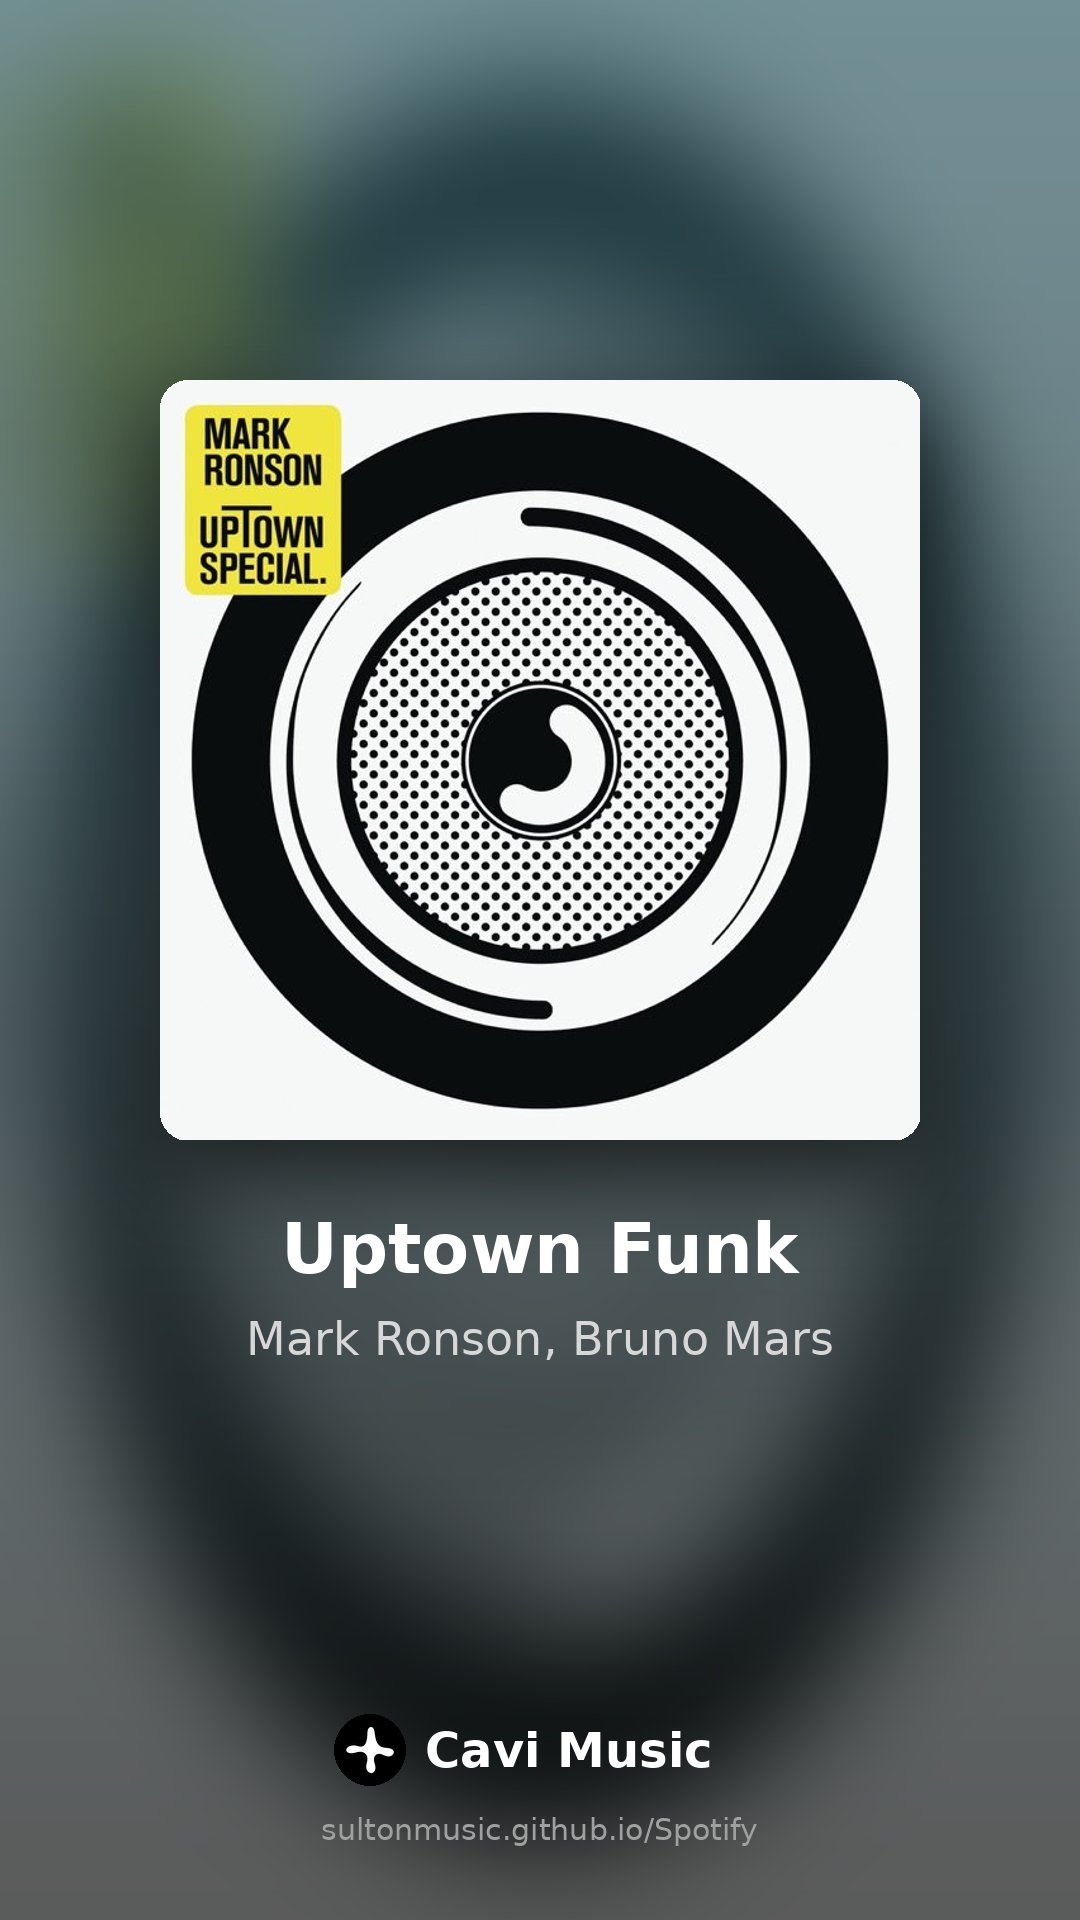 MARK
RONSON
UPTOWN
SPECIAL.
Uptown Funk
Mark Ronson, Bruno Mars
Cavi Music
sultonmusic.github.io/Spotify